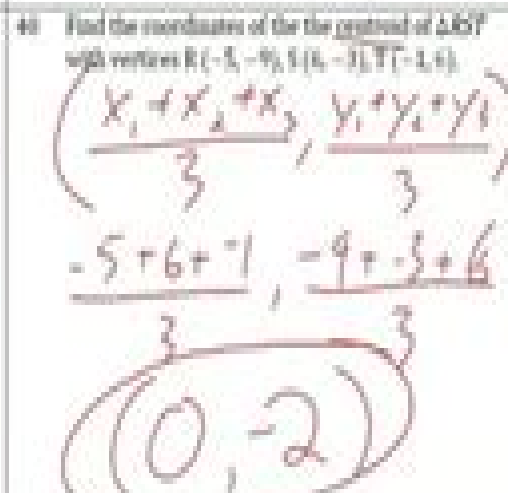 40 Find the coordinates of the the centroid of ΔRST
with vertices R(-5, -9), S(6, -3), T(-1, 6).
(x₁+x₂+x₃/3, y₁+y₂+y₃/3)
-5+6+-1/3, -9+-3+6/3
(0, -2)